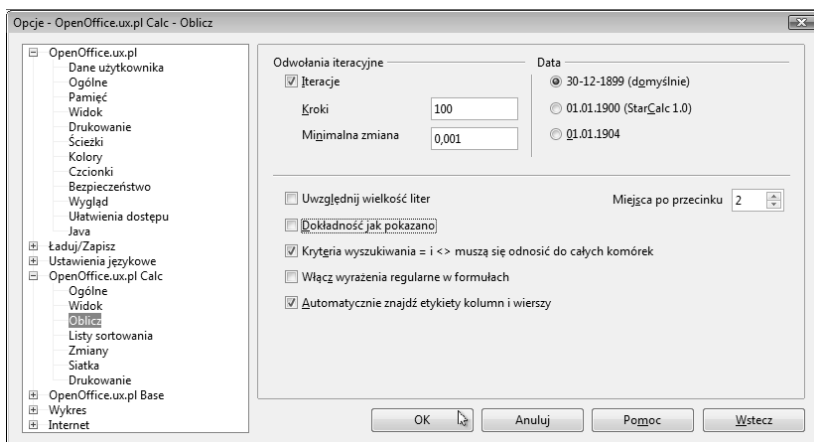 Opcje - OpenOffice.ux.pl Calc - Oblicz
OpenOffice.ux.pl
Dane użytkownika
Ogólne
Pamięć
Widok
Drukowanie
Ścieżki
Kolory
Czcionki
Bezpieczeństwo
Wygląd
Ułatwienia dostępu
Java
Ładuj/Zapisz
Ustawienia językowe
OpenOffice.ux.pl Calc
Ogólne
Widok
Oblicz
Listy sortowania
Zmiany
Siatka
Drukowanie
OpenOffice.ux.pl Base
Wykres
Internet
Odwołania iteracyjne
Iteracje
Kroki 100
Minimalna zmiana 0,001
Data
30-12-1899 (domyślnie)
01.01.1900 (StarCalc 1.0)
01.01.1904
Uwzględnij wielkość liter
Miejsca po przecinku 2
Dokładność jak pokazano
Kryteria wyszukiwania = i <> muszą się odnosić do całych komórek
Włącz wyrażenia regularne w formułach
Automatycznie znajdź etykiety kolumn i wierszy
OK Anuluj Pomoc Wstecz